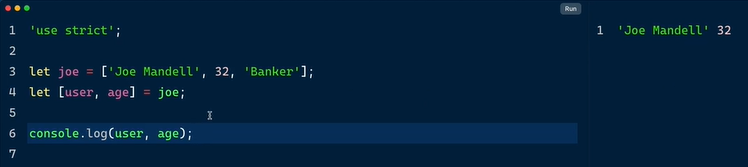 Run
1 'use strict';
2
3 let joe = ['Joe Mandell', 32, 'Banker'];
4 let [user, age] = joe;
5
6 console.log(user, age);
7
1 'Joe Mandell' 32